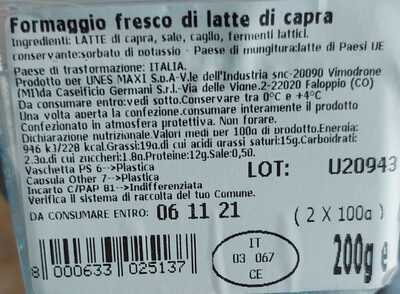 Formaggio fresco di latte di capra
Ingredienti: LATTE di capra, sale, caglio, fermenti lattici.
conservante:sorbato di potassio - Paese di mungitura:latte di Paesi UE
Paese di trasformazione: ITALIA.
Prodotto per UNES MAXI S.p.A-V.le dell'Industria snc-20090 Vimodrone
(MI)da Caseificio Germani S.r.l-Via delle Vione.2-22020 Faloppio (CO)
Da consumare entro:vedi sotto.Conservare tra 0°C e +4°C
Una volta aperta la confezione.consumare interamente il prodotto
Confezionato in atmosfera protettiva. Non forare.
Dichiarazione nutrizionale.Valori medi per 100g di prodotto.Energia:
946 kJ/228 kcal.Grassi:19g.di cui acidi grassi saturi:15g.Carboidrati:
2.3g.di cui zuccheri:1.8g.Proteine:12g.Sale:0,50.
Vaschetta PS 6-->Plastica
Capsula Other 7-->Plastica
Incarto C/PAP 81-->Indifferenziata
Verifica il sistema di raccolta del tuo Comune.
LOT: U20943
DA CONSUMARE ENTRO: 06 11 21
( 2 X 100g )
8 000633 025137
IT
03 067
CE
200g e